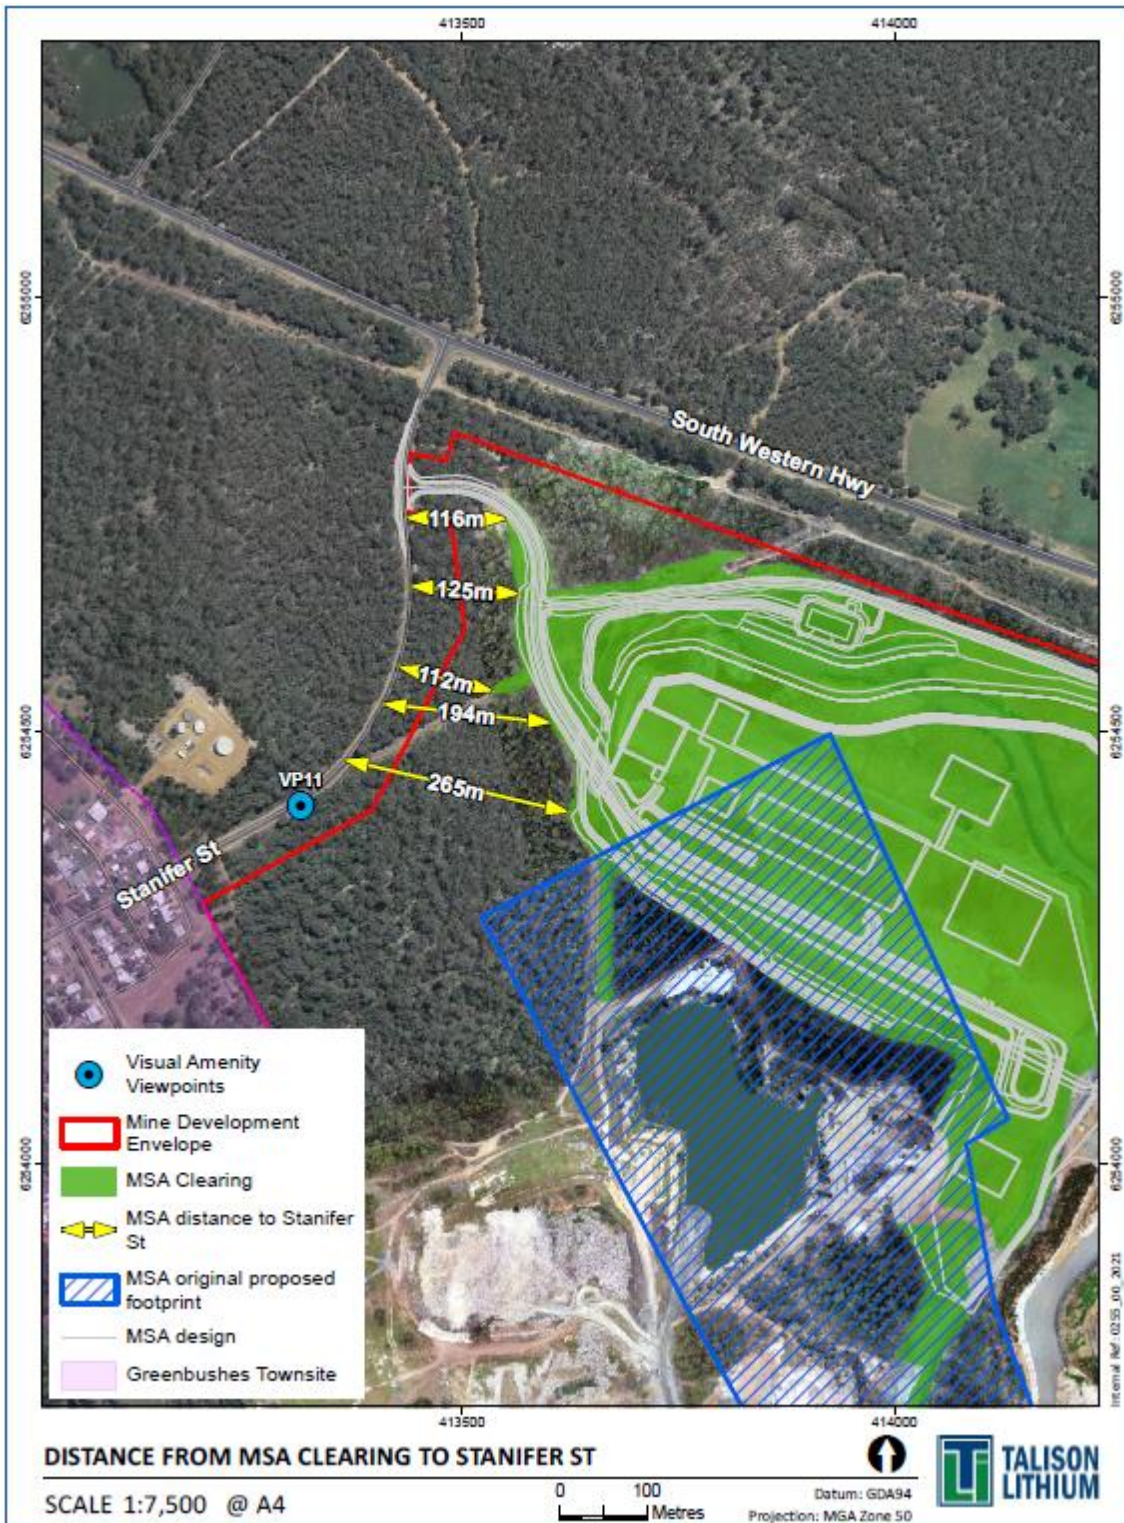 413500
414000
6255000
6255000
South Western Hwy
116m
125m
112m
194m
265m
6254500
6254500
VP11
Stanifer St
Visual Amenity
Viewpoints
Mine Development
Envelope
MSA Clearing
MSA distance to Stanifer
St
MSA original proposed
footprint
MSA design
Greenbushes Townsite
6254000
6254000
Internal Ref: 0255_00_2021
413500
414000
DISTANCE FROM MSA CLEARING TO STANIFER ST
SCALE 1:7,500 @ A4
0 100
Metres
Datum: GDA94
Projection: MGA Zone 50
TALISON
LITHIUM